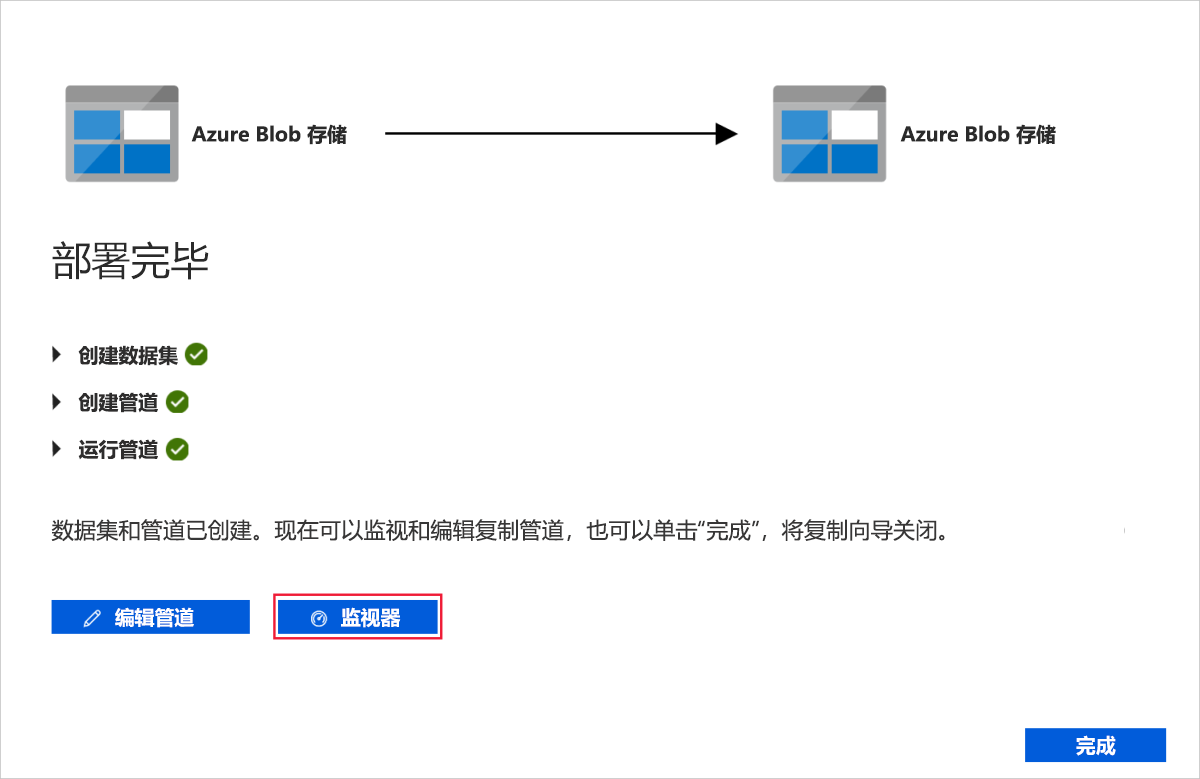 Azure Blob 存储
Azure Blob 存储
部署完毕
创建数据集
创建管道
运行管道
数据集和管道已创建。现在可以监视和编辑复制管道，也可以单击“完成”，将复制向导关闭。
编辑管道
监视器
完成